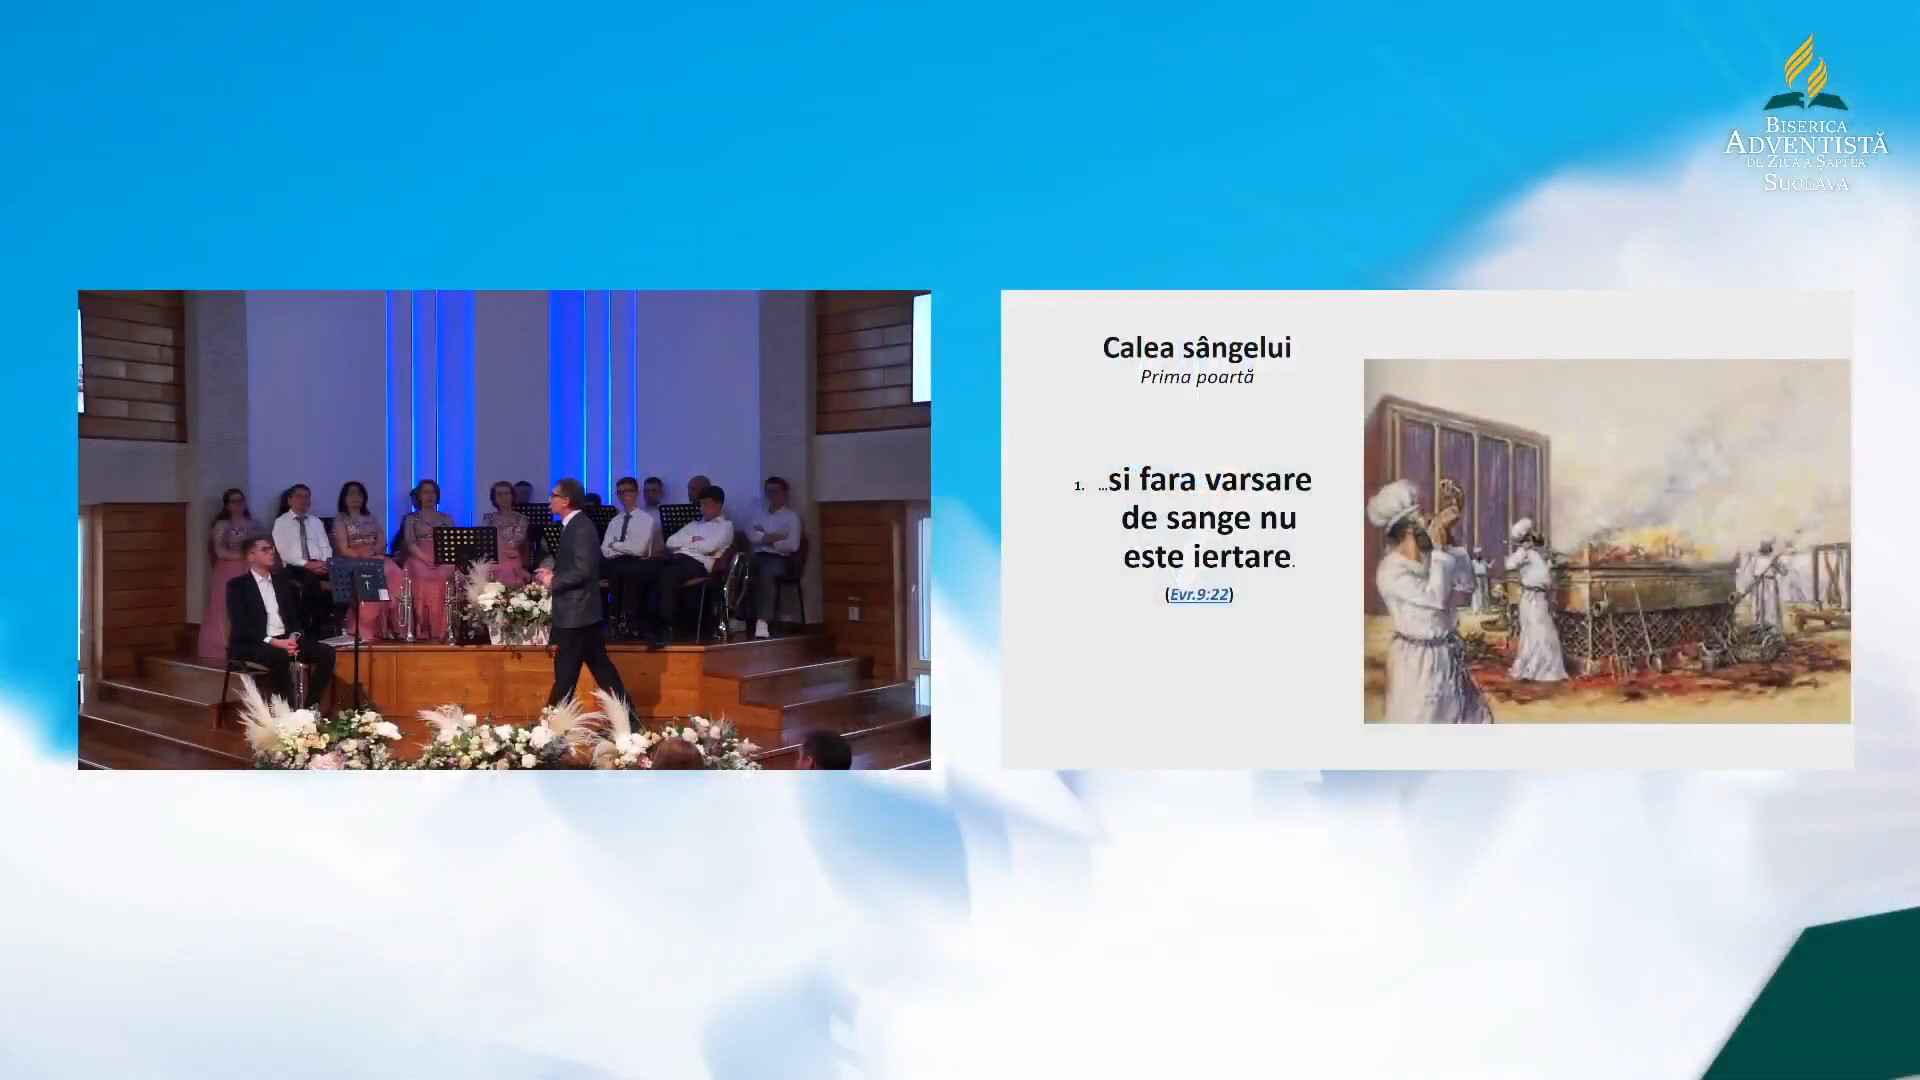 BISERICA
ADVENTISTĂ
DE ZIUA A ȘAPTEA
SUCEAVA
Calea sângelui
Prima poartă
1. ...si fara varsare
de sange nu
este iertare.
(Evr.9:22)